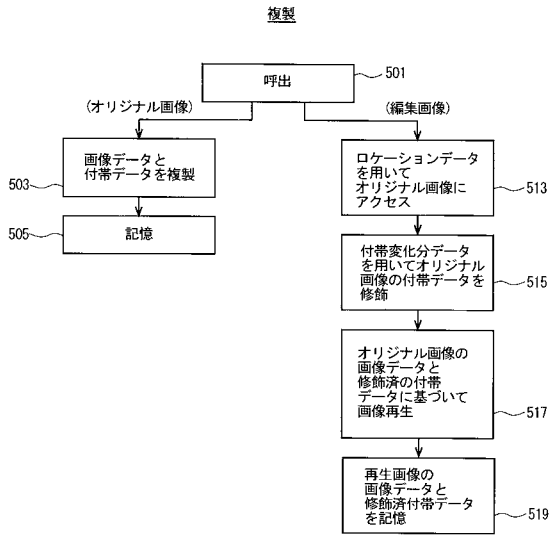 複製
呼出
501
(オリジナル画像)
(編集画像)
画像データと
付帯データを複製
503
記憶
505
ロケーションデータ
を用いて
オリジナル画像に
アクセス
513
付帯変化分データ
を用いてオリジナル
画像の付帯データを
修飾
515
オリジナル画像の
画像データと
修飾済の付帯
データに基づいて
画像再生
517
再生画像の
画像データと
修飾済付帯データ
を記憶
519